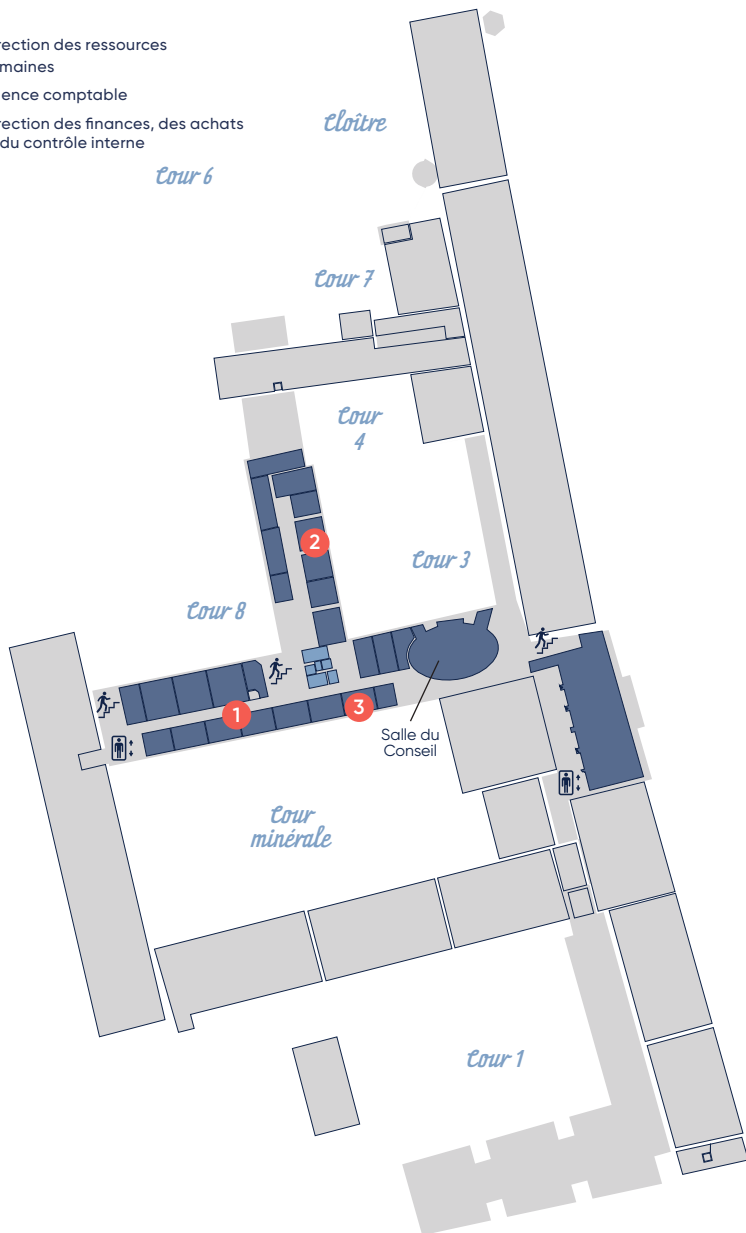 rection des ressources
maines
ence comptable
rection des finances, des achats
du contrôle interne
Cloître
Cour 6
Cour 7
Cour
4
2
Cour 3
Cour 8
1
3
Salle du
Conseil
Cour
minérale
Cour 1